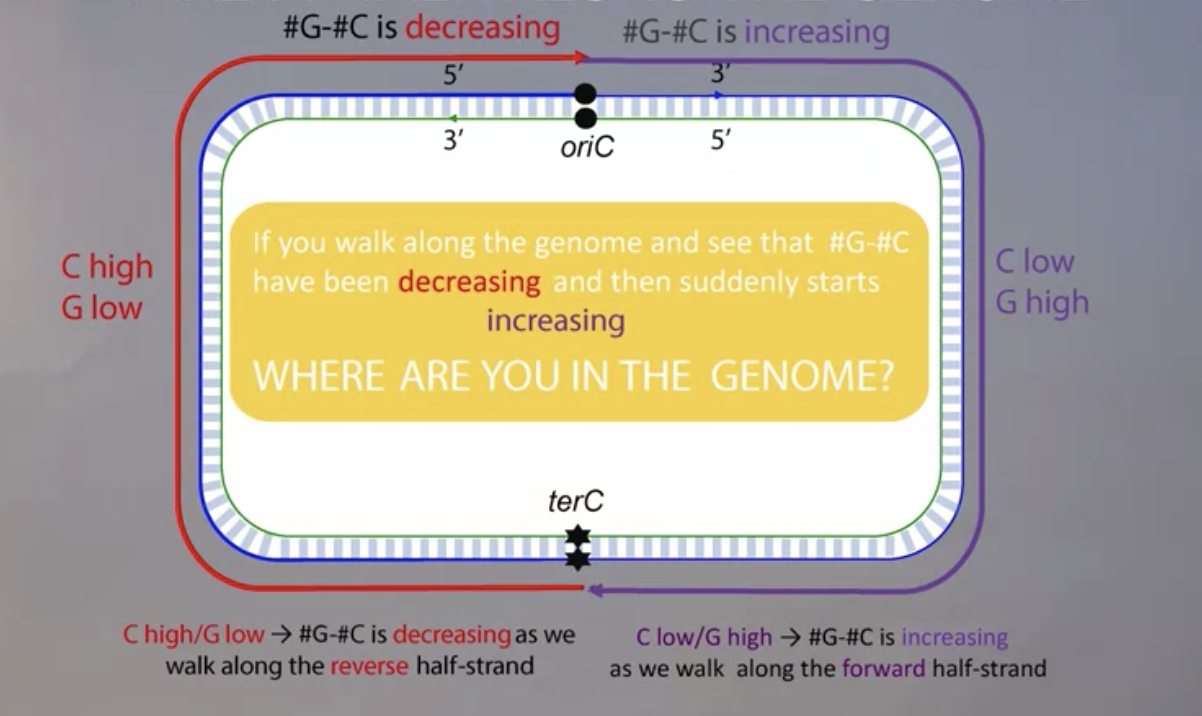 #G-#C is decreasing
#G-#C is increasing
5′
3′
3′
oriC
5′
If you walk along the genome and see that #G-#C
have been decreasing and then suddenly starts
increasing
WHERE ARE YOU IN THE GENOME?
C high
G low
C low
G high
terC
C high/G low → #G-#C is decreasing as we
walk along the reverse half-strand
C low/G high → #G-#C is increasing
as we walk along the forward half-strand